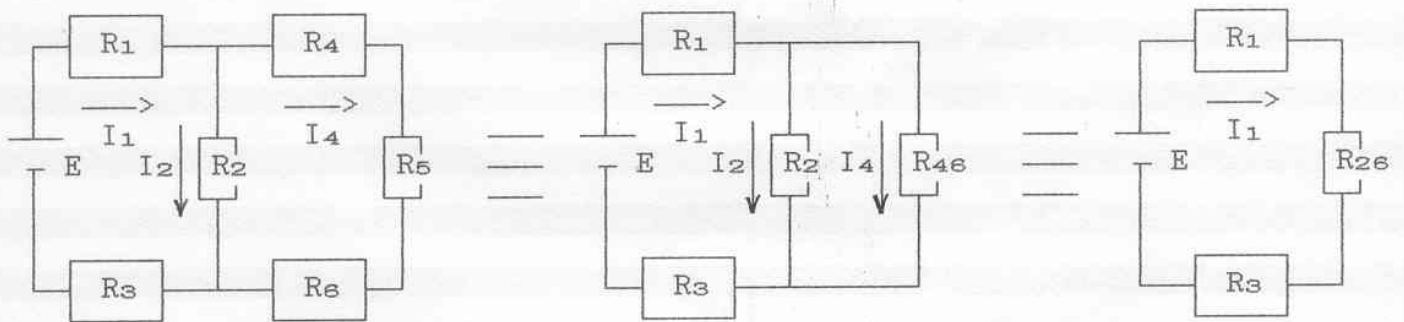 R1 R4 R1 R1
I1 I4 I1 I1
E I2 R2 R5 E I2 R2 I4 R46 E R26
R3 R6 R3 R3